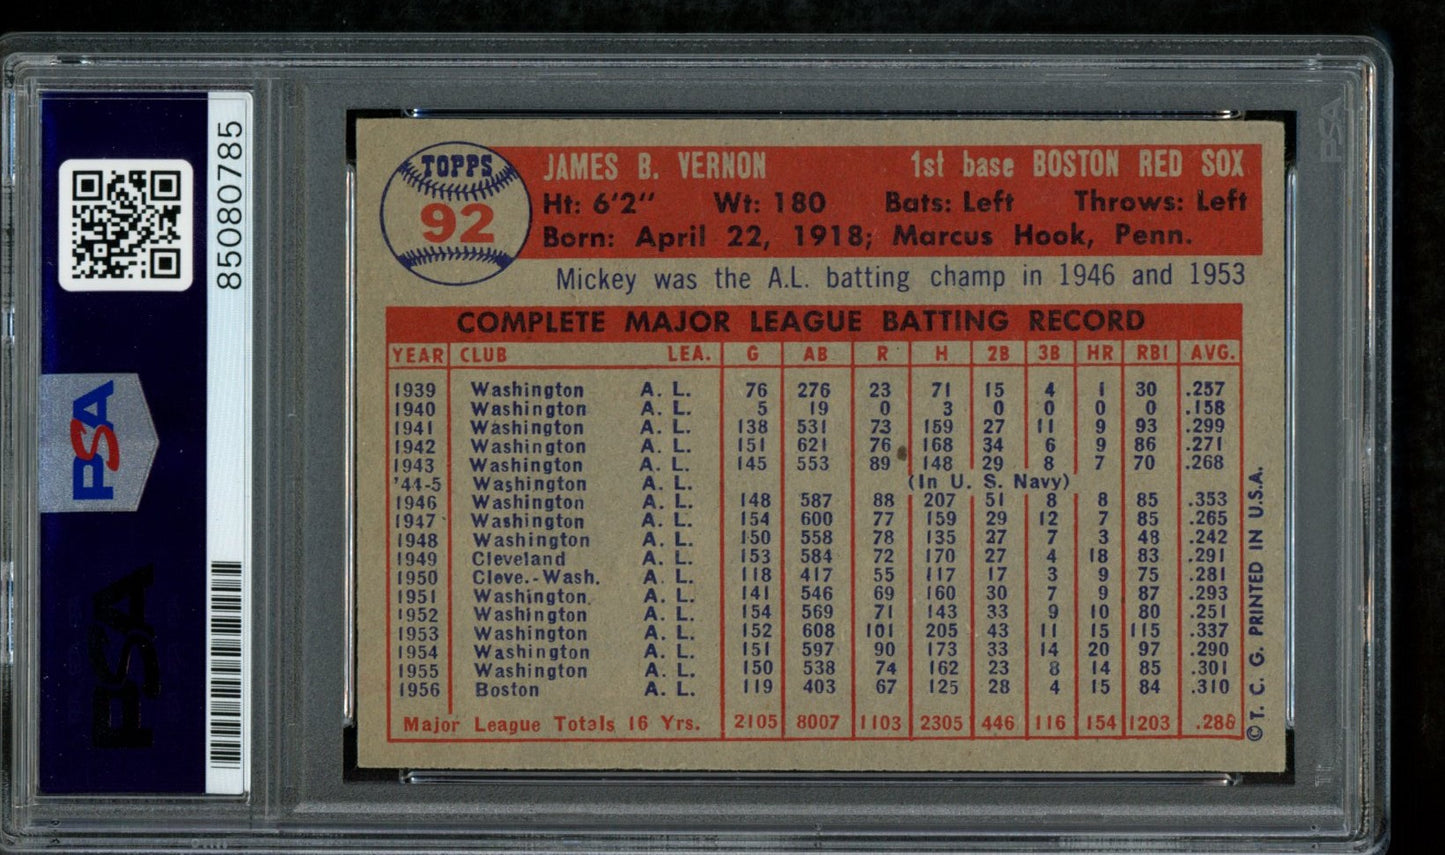 85080785
PSA
PSA
PSA
TOPPS
92
JAMES B. VERNON 1st base BOSTON RED SOX
Ht: 6'2" Wt: 180 Bats: Left Throws: Left
Born: April 22, 1918; Marcus Hook, Penn.
Mickey was the A.L. batting champ in 1946 and 1953
COMPLETE MAJOR LEAGUE BATTING RECORD
YEAR CLUB LEA. G AB R H 2B 3B HR RBI AVG.
1939 Washington A. L. 76 276 23 71 15 4 1 30 .257
1940 Washington A. L. 5 19 0 3 0 0 0 0 .158
1941 Washington A. L. 138 531 73 159 27 11 9 93 .299
1942 Washington A. L. 151 621 76 168 34 6 9 86 .271
1943 Washington A. L. 145 553 89 148 29 8 7 70 .268
'44-5 Washington A. L. (In U. S. Navy)
1946 Washington A. L. 148 587 88 207 51 8 8 85 .353
1947 Washington A. L. 154 600 77 159 29 12 7 85 .265
1948 Washington A. L. 150 558 78 135 27 7 3 48 .242
1949 Cleveland A. L. 153 584 72 170 27 4 18 83 .291
1950 Cleve.-Wash. A. L. 118 417 55 117 17 3 9 75 .281
1951 Washington A. L. 141 546 69 160 30 7 9 87 .293
1952 Washington A. L. 154 569 71 143 33 9 10 80 .251
1953 Washington A. L. 152 608 101 205 43 11 15 115 .337
1954 Washington A. L. 151 597 90 173 33 14 20 97 .290
1955 Washington A. L. 150 538 74 162 23 8 14 85 .301
1956 Boston A. L. 119 403 67 125 28 4 15 84 .310
Major League Totals 16 Yrs. 2105 8007 1103 2305 446 116 154 1203 .288
© T. C. G. PRINTED IN U.S.A.